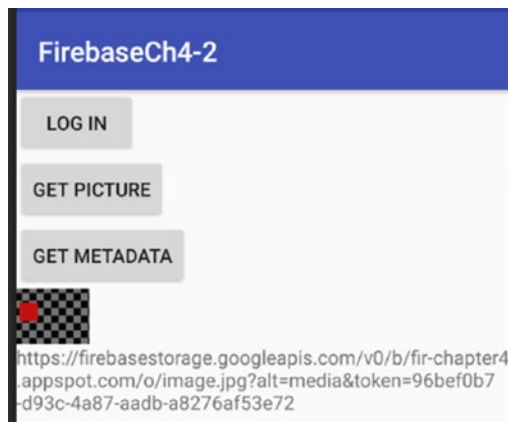 FirebaseCh4-2
LOG IN
GET PICTURE
GET METADATA
https://firebasestorage.googleapis.com/v0/b/fir-chapter4
.appspot.com/o/image.jpg?alt=media&token=96bef0b7
-d93c-4a87-aadb-a8276af53e72